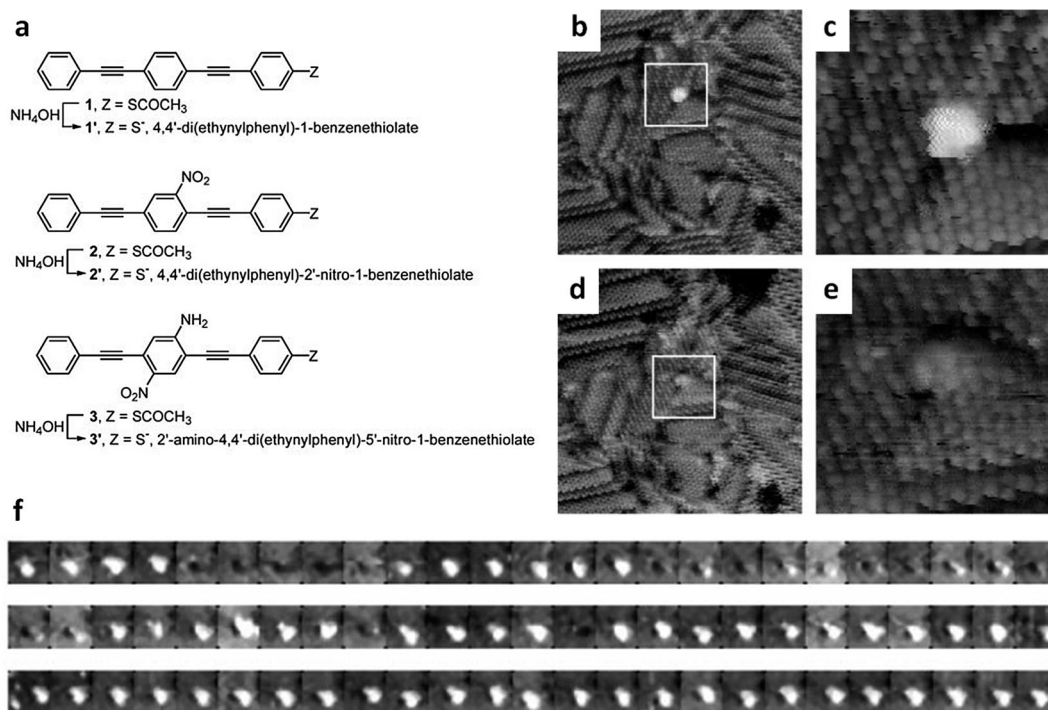 a
Z
1, Z = SCOCH3
NH4OH
1', Z = S-, 4,4'-di(ethynylphenyl)-1-benzenethiolate
NO2
Z
2, Z = SCOCH3
NH4OH
2', Z = S-, 4,4'-di(ethynylphenyl)-2'-nitro-1-benzenethiolate
NH2
Z
O2N
3, Z = SCOCH3
NH4OH
3', Z = S-, 2'-amino-4,4'-di(ethynylphenyl)-5'-nitro-1-benzenethiolate
b
c
d
e
f